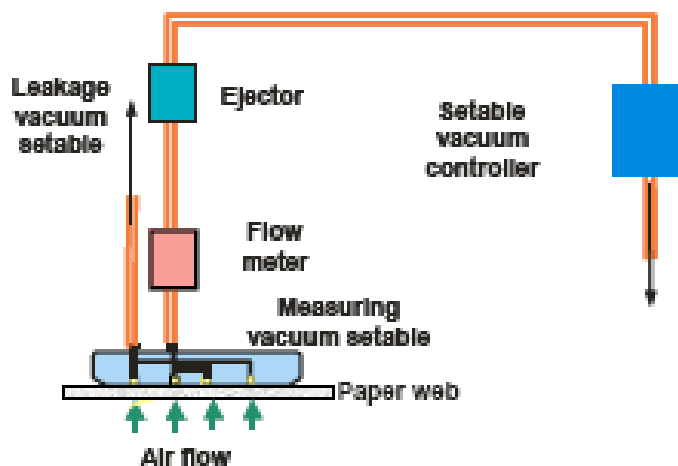 Leakage
vacuum
setable
Ejector
Setable
vacuum
controller
Flow
meter
Measuring
vacuum setable
Paper web
Air flow